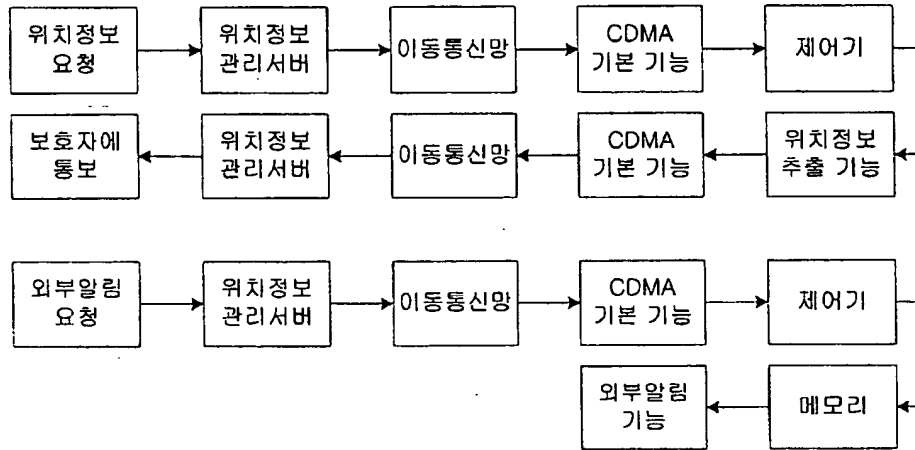 위치정보
요청
위치정보
관리서버
이동통신망
CDMA
기본 기능
제어기
보호자에
통보
위치정보
관리서버
이동통신망
CDMA
기본 기능
위치정보
추출 기능
외부알림
요청
위치정보
관리서버
이동통신망
CDMA
기본 기능
제어기
외부알림
기능
메모리